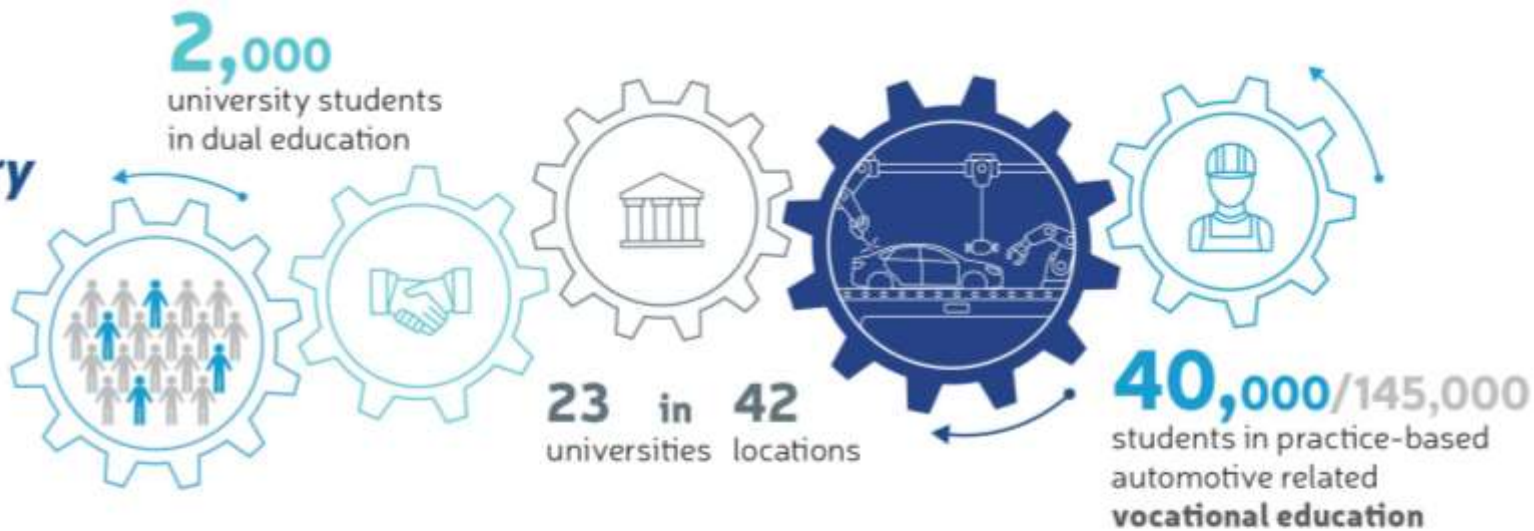 2,000
university students
in dual education
ry
23 in 42
universities locations
40,000/145,000
students in practice-based
automotive related
vocational education